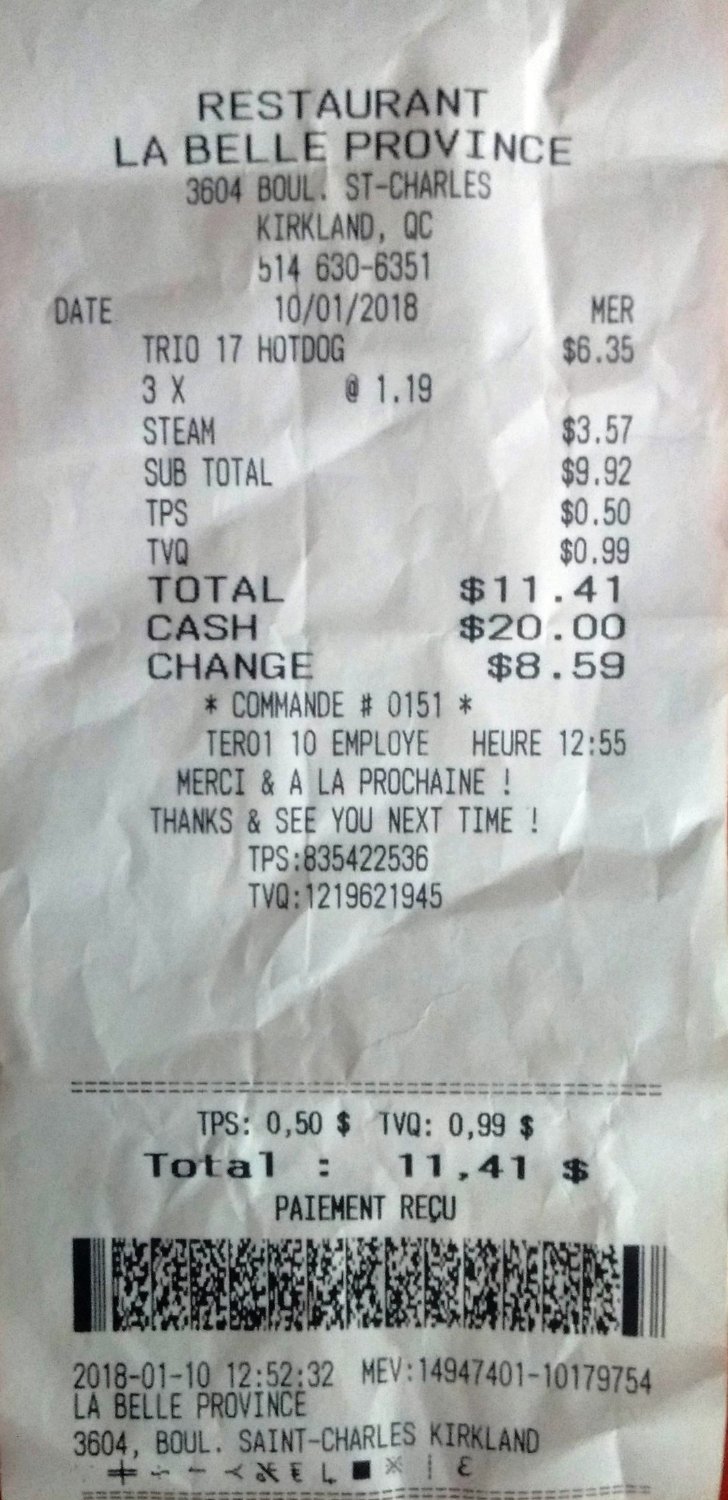 RESTAURANT
LA BELLE PROVINCE
3604 BOUL. ST-CHARLES
KIRKLAND, QC
514 630-6351
DATE 10/01/2018 MER
TRIO 17 HOTDOG $6.35
3 X @ 1.19
STEAM $3.57
SUB TOTAL $9.92
TPS $0.50
TVQ $0.99
TOTAL $11.41
CASH $20.00
CHANGE $8.59
* COMMANDE # 0151 *
TER01 10 EMPLOYE HEURE 12:55
MERCI & A LA PROCHAINE !
THANKS & SEE YOU NEXT TIME !
TPS:835422536
TVQ:1219621945
TPS: 0,50 $ TVQ: 0,99 $
Total : 11,41 $
PAIEMENT REÇU
2018-01-10 12:52:32 MEV:14947401-10179754
LA BELLE PROVINCE
3604, BOUL. SAINT-CHARLES KIRKLAND